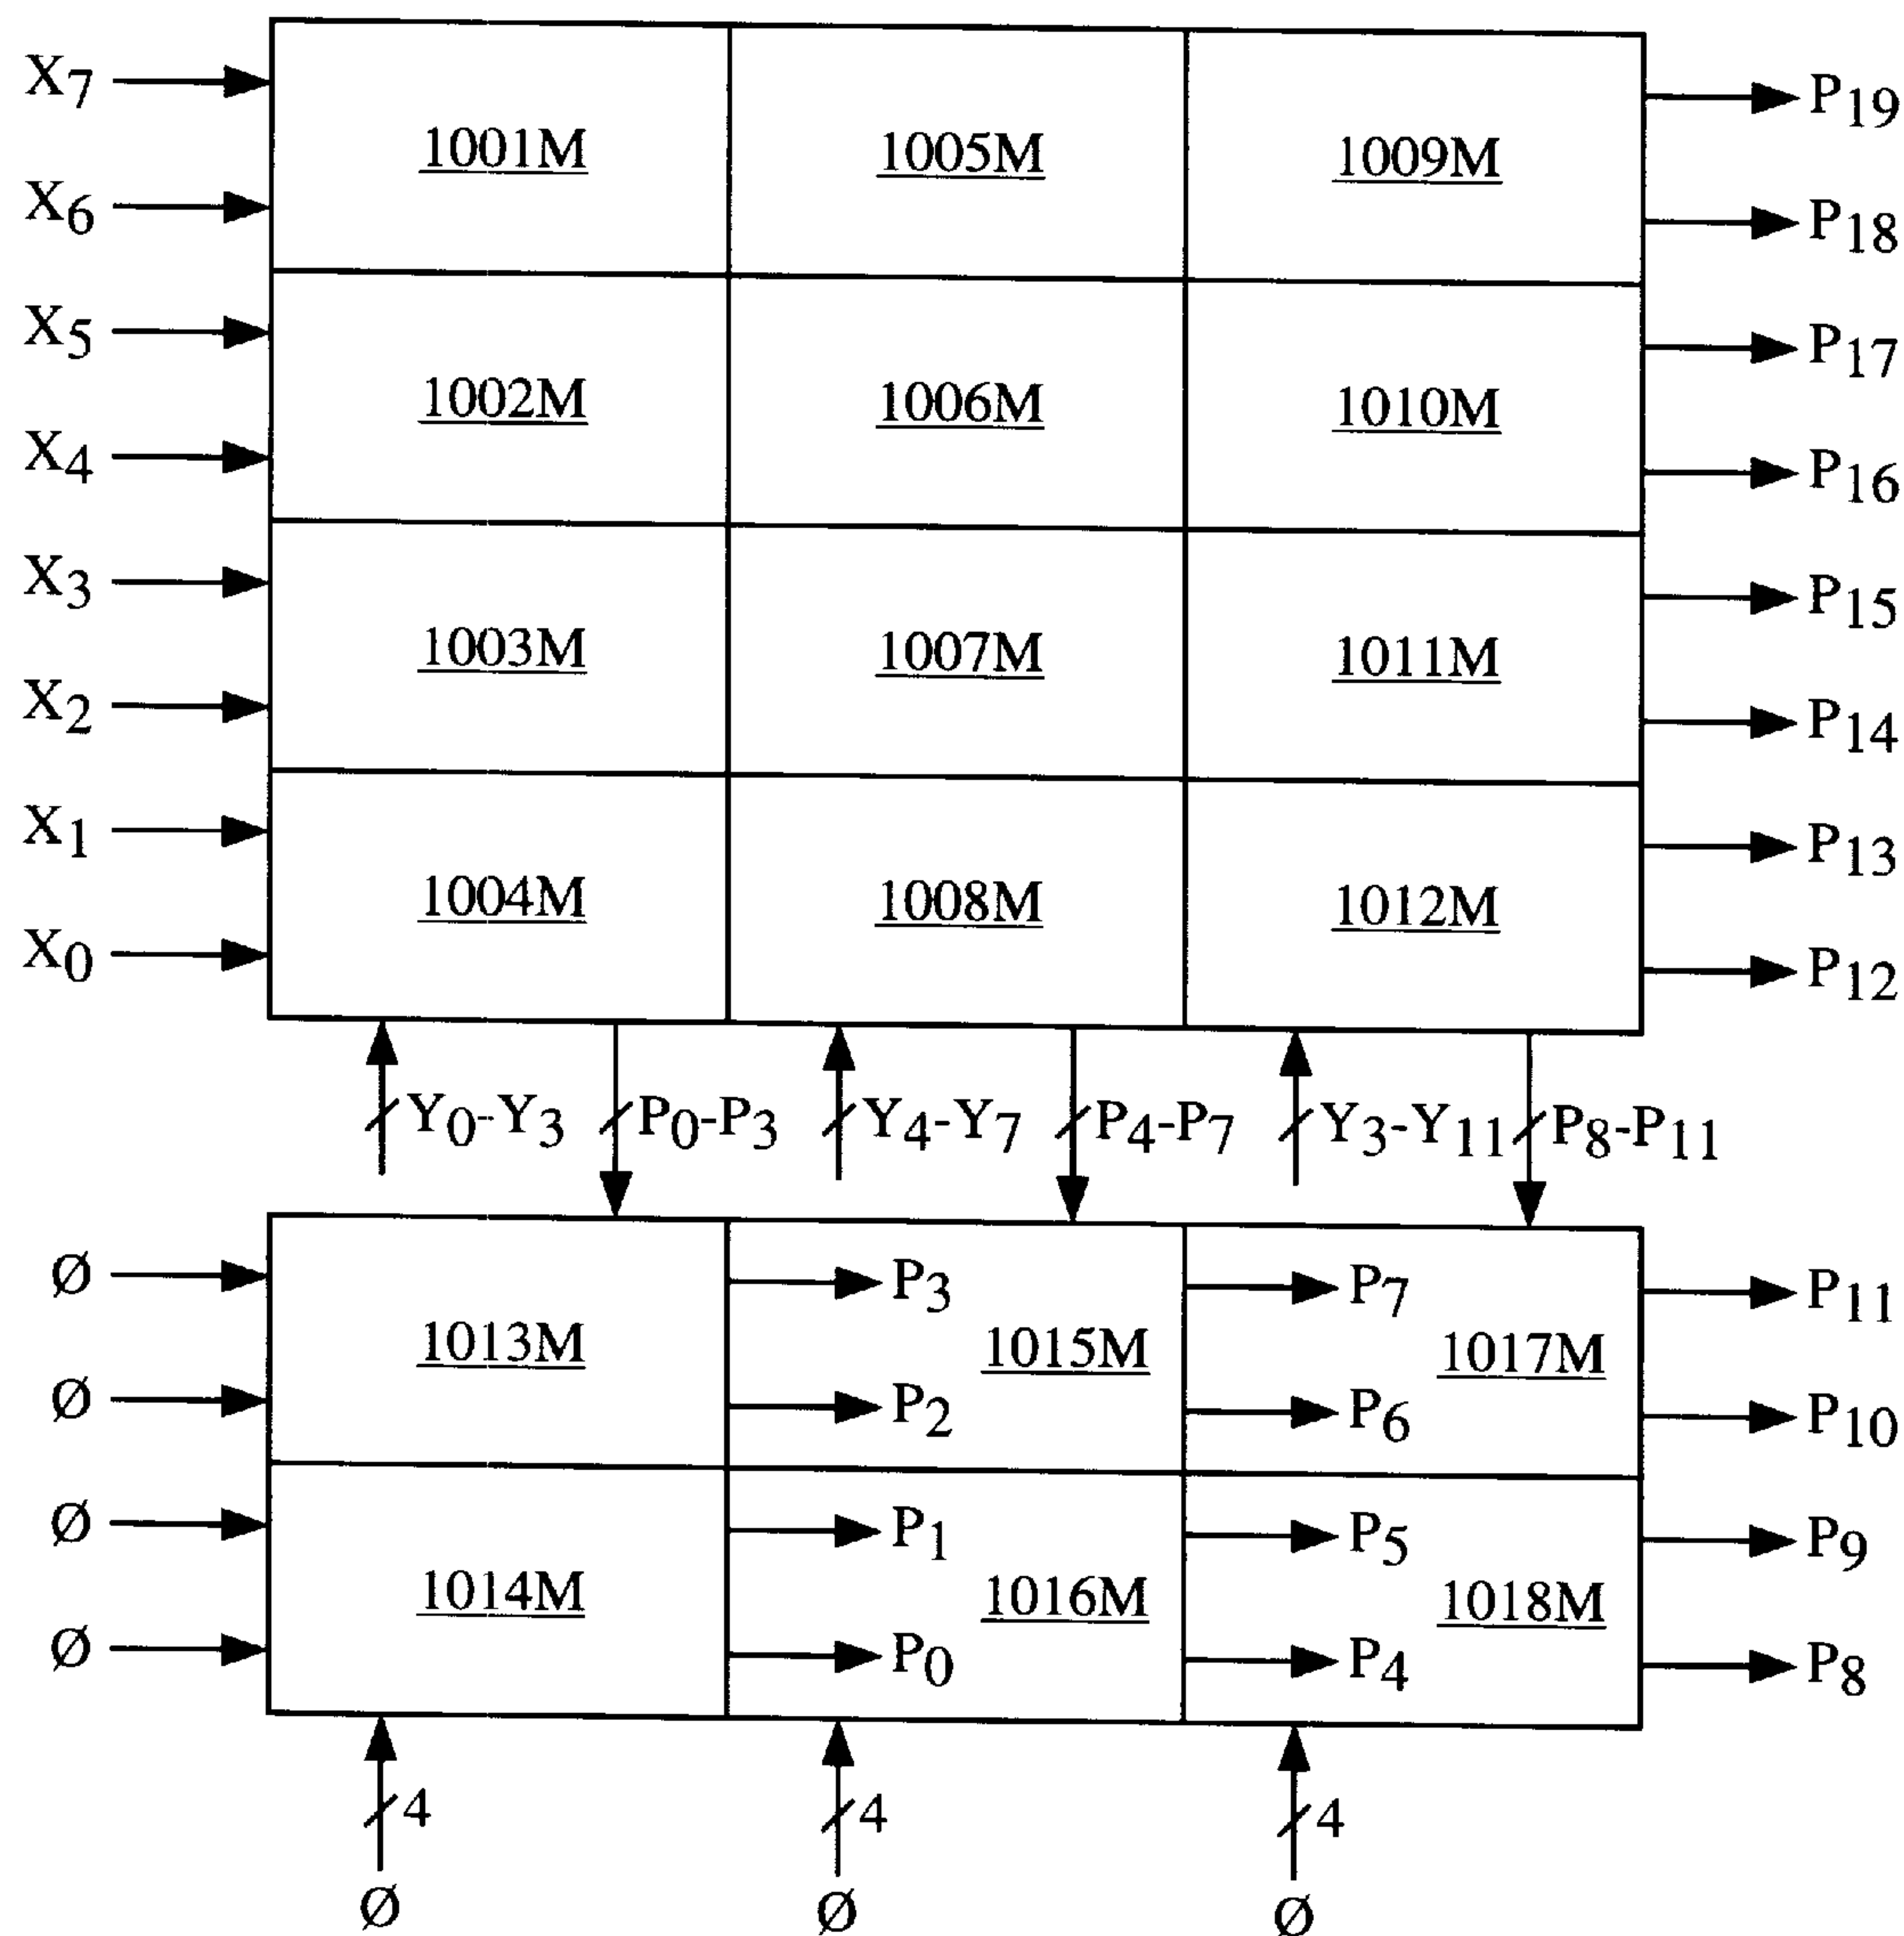 X7 P19
1001M 1005M 1009M
X6 P18
X5 P17
1002M 1006M 1010M
X4 P16
X3 P15
1003M 1007M 1011M
X2 P14
X1 P13
1004M 1008M 1012M
X0 P12
Y0-Y3 P0-P3 Y4-Y7 P4-P7 Y3-Y11 P8-P11
Ø P3 P7 P11
1013M 1015M 1017M
Ø P2 P6 P10
Ø P1 P5 P9
1014M 1016M 1018M
Ø P0 P4 P8
4 4 4
Ø Ø Ø